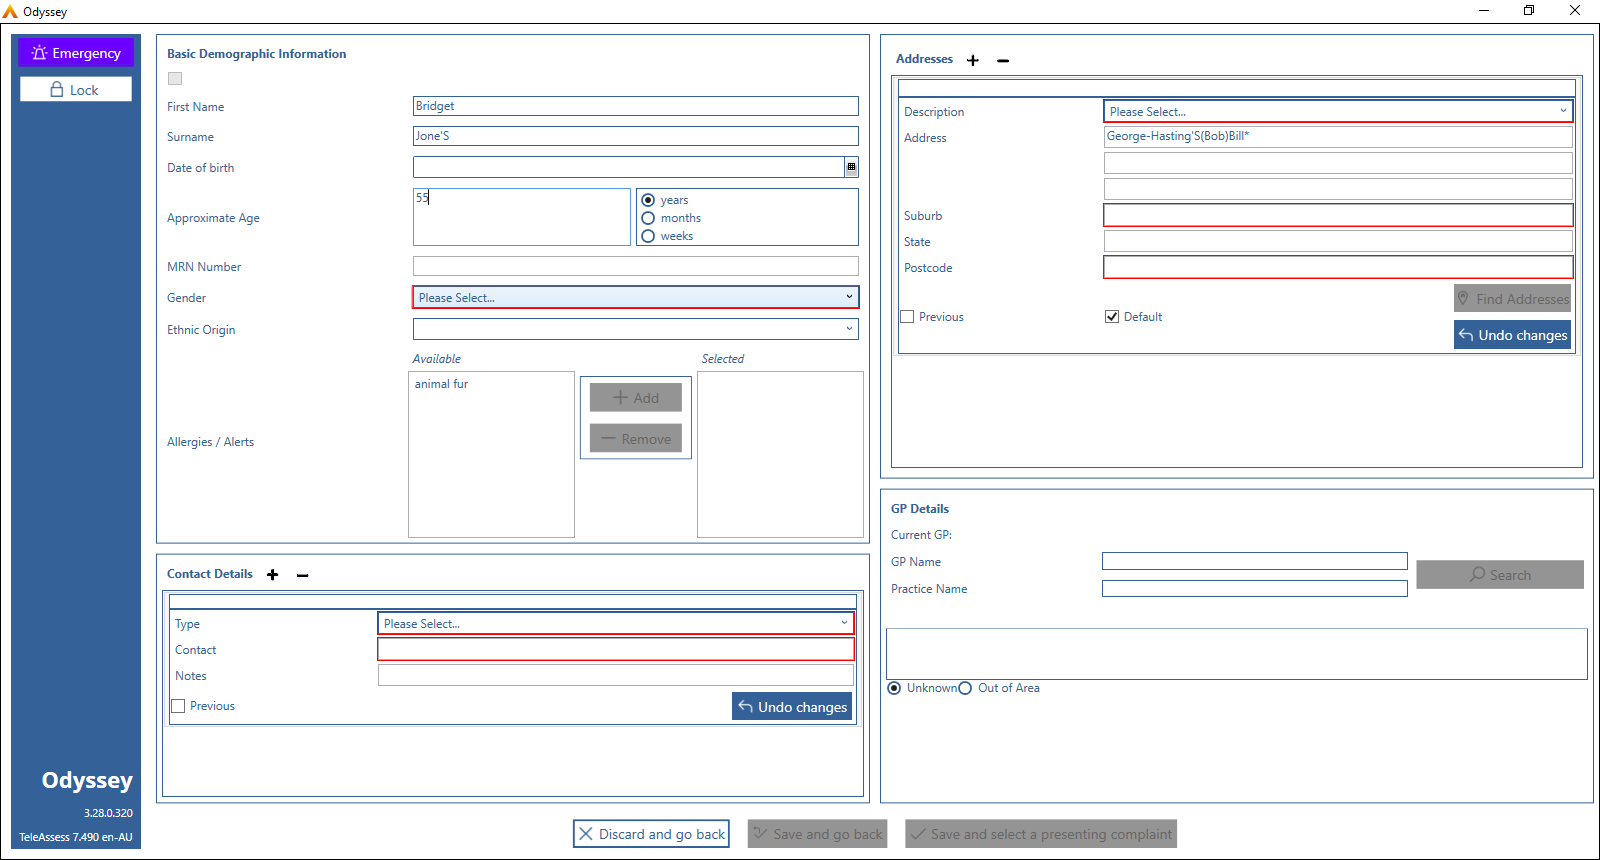 Odyssey
Emergency
Lock
Basic Demographic Information
First Name Bridget
Surname Jone'S
Date of birth
Approximate Age 55 years
months
weeks
MRN Number
Gender Please Select...
Ethnic Origin
Available Selected
animal fur
Add
Remove
Allergies / Alerts
Contact Details
Type Please Select...
Contact
Notes
Previous Undo changes
Addresses
Description Please Select...
Address George-Hasting'S(Bob)Bill*
Suburb
State
Postcode
Find Addresses
Previous Default
Undo changes
GP Details
Current GP:
GP Name
Search
Practice Name
Unknown Out of Area
Odyssey
3.28.0.320
TeleAssess 7.490 en-AU
Discard and go back Save and go back Save and select a presenting complaint